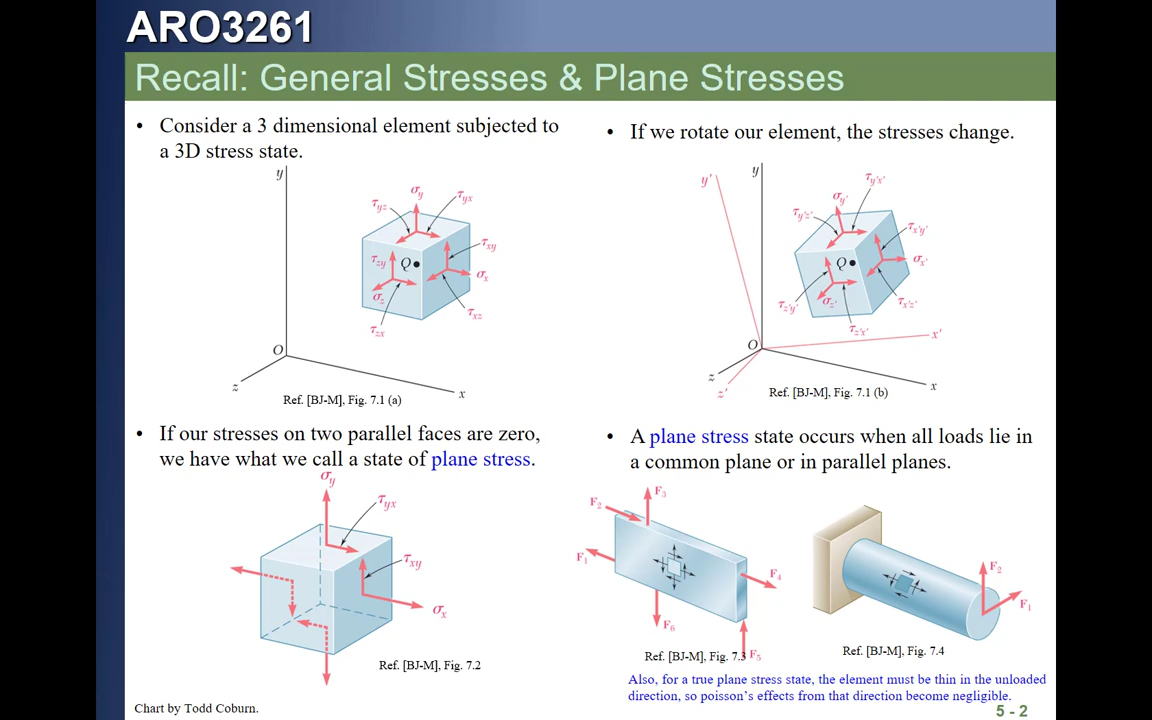 ARO3261
Recall: General Stresses & Plane Stresses
• Consider a 3 dimensional element subjected to
a 3D stress state.
y
σy
τyz
τyx
τzy
Q
τxy
σx
σz
τxz
τzx
O
z
x
Ref. [BJ-M], Fig. 7.1 (a)
• If we rotate our element, the stresses change.
y
y'
τy'x'
σy'
τy'z'
τx'y'
Q
σx'
τz'y'
σz'
τx'z'
τz'x'
x'
O
z
z'
x
Ref. [BJ-M], Fig. 7.1 (b)
• If our stresses on two parallel faces are zero,
we have what we call a state of plane stress.
σy
τyx
τxy
σx
Ref. [BJ-M], Fig. 7.2
• A plane stress state occurs when all loads lie in
a common plane or in parallel planes.
F3
F2
F1
F4
F6
F5
Ref. [BJ-M], Fig. 7.3
F2
F1
Ref. [BJ-M], Fig. 7.4
Also, for a true plane stress state, the element must be thin in the unloaded
direction, so poisson's effects from that direction become negligible.
Chart by Todd Coburn.
5 - 2